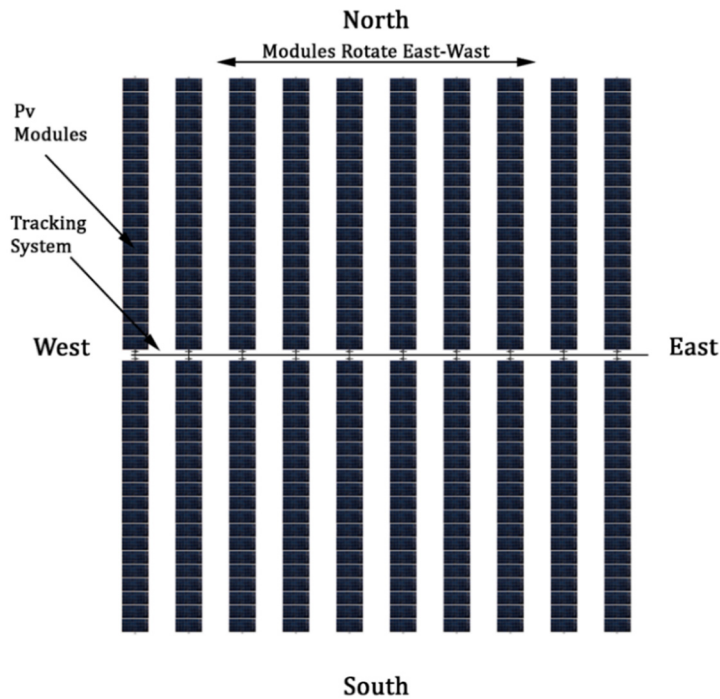 North
Modules Rotate East-Wast
Pv
Modules
Tracking
System
West
East
South